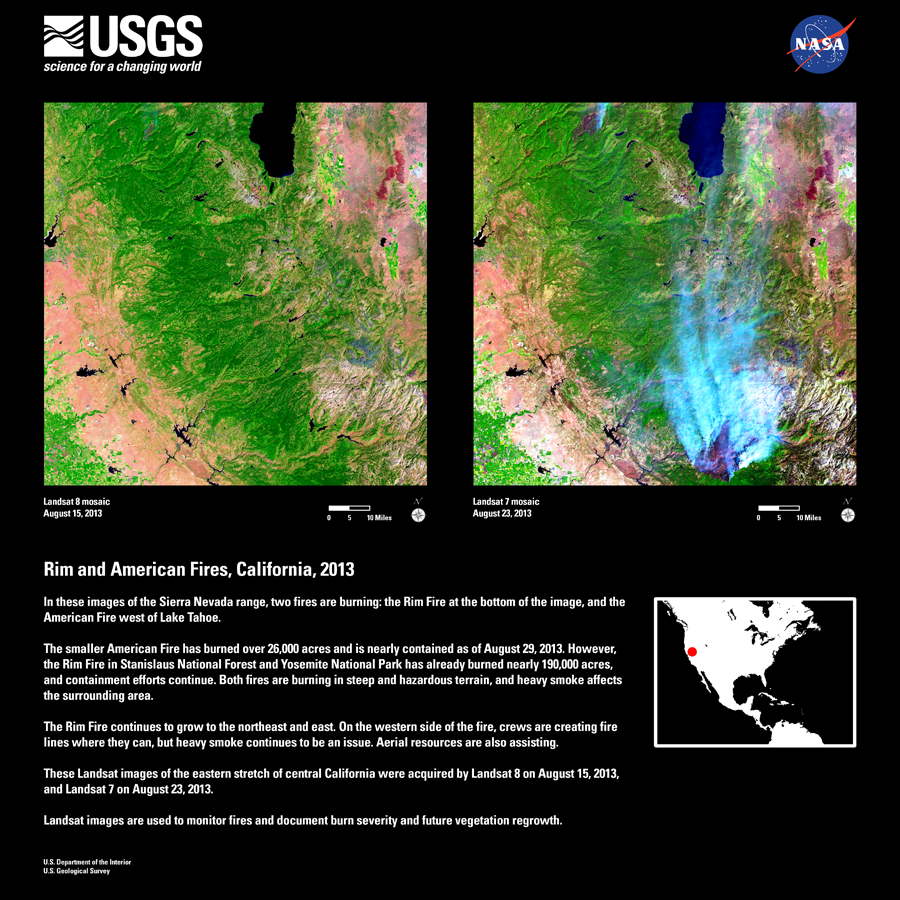 USGS
science for a changing world
NASA
Landsat 8 mosaic
August 15, 2013
0 5 10 Miles
N
Landsat 7 mosaic
August 23, 2013
0 5 10 Miles
N
Rim and American Fires, California, 2013
In these images of the Sierra Nevada range, two fires are burning: the Rim Fire at the bottom of the image, and the
American Fire west of Lake Tahoe.
The smaller American Fire has burned over 26,000 acres and is nearly contained as of August 29, 2013. However,
the Rim Fire in Stanislaus National Forest and Yosemite National Park has already burned nearly 190,000 acres,
and containment efforts continue. Both fires are burning in steep and hazardous terrain, and heavy smoke affects
the surrounding area.
The Rim Fire continues to grow to the northeast and east. On the western side of the fire, crews are creating fire
lines where they can, but heavy smoke continues to be an issue. Aerial resources are also assisting.
These Landsat images of the eastern stretch of central California were acquired by Landsat 8 on August 15, 2013,
and Landsat 7 on August 23, 2013.
Landsat images are used to monitor fires and document burn severity and future vegetation regrowth.
U.S. Department of the Interior
U.S. Geological Survey